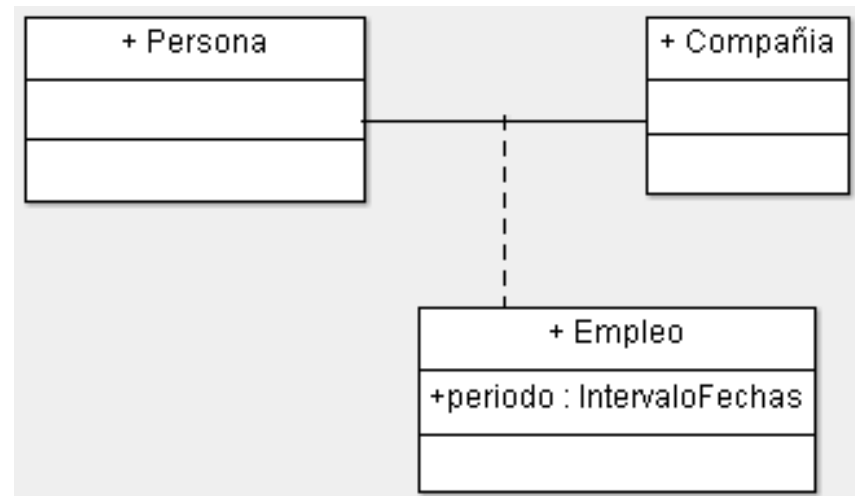 + Persona
+ Compañia
+ Empleo
+periodo : IntervaloFechas